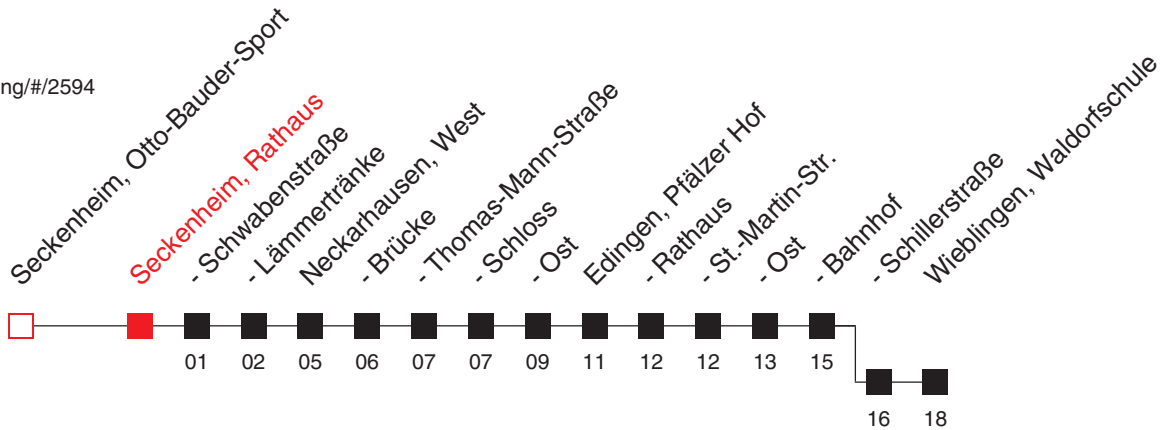 ng/#/2594
Seckenheim, Otto-Bauder-Sport
Seckenheim, Rathaus
- Schwabenstraße
- Lämmertränke
Neckarhausen, West
- Brücke
- Thomas-Mann-Straße
- Schloss
- Ost
Edingen, Pfälzer Hof
- Rathaus
- St.-Martin-Str.
- Ost
- Bahnhof
- Schillerstraße
Wieblingen, Waldorfschule
01 02 05 06 07 07 09 11 12 12 13 15
16 18